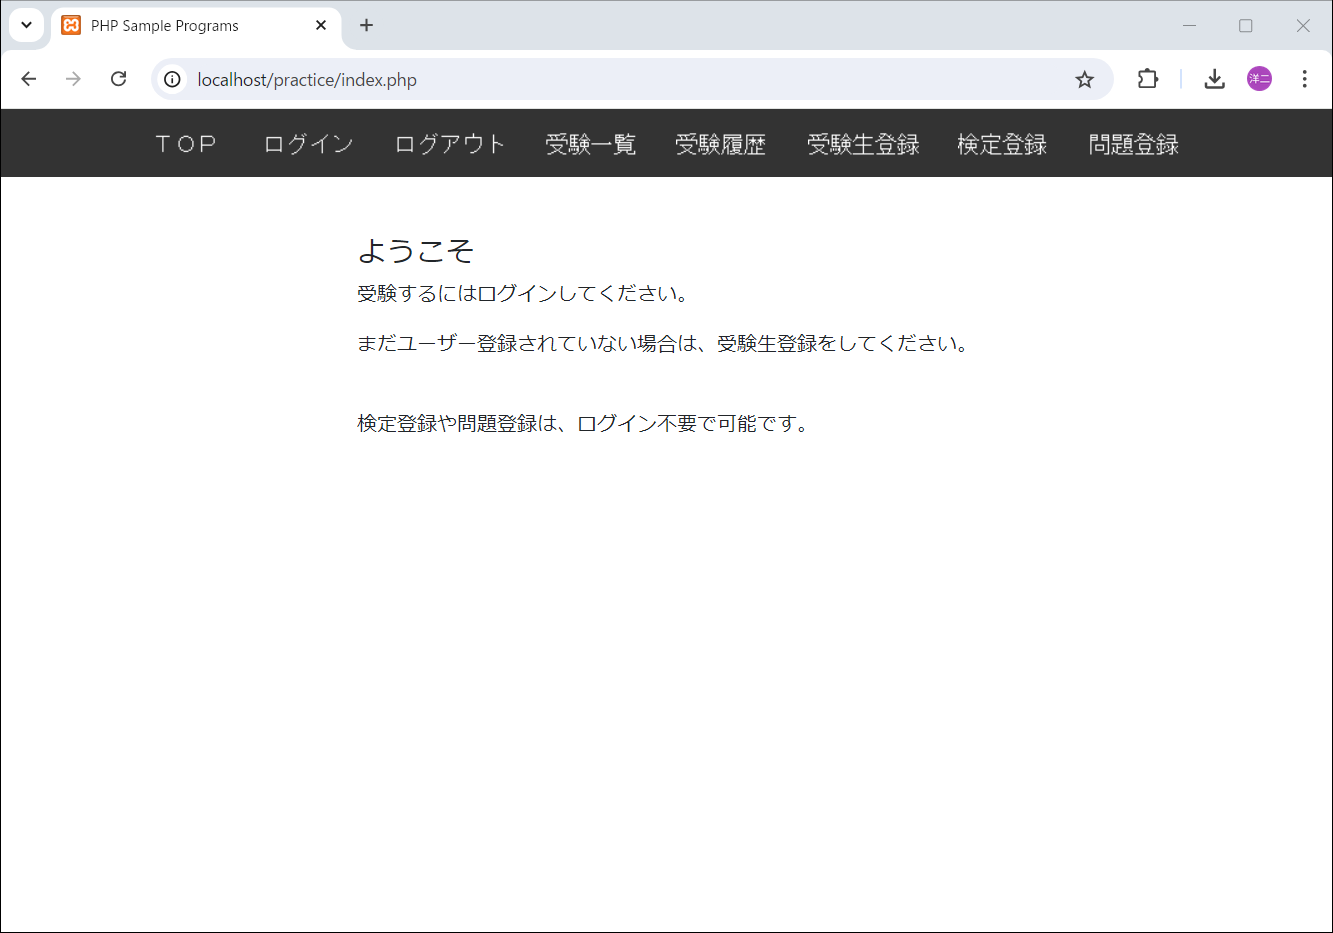 PHP Sample Programs
localhost/practice/index.php
洋二
ＴＯＰ ログイン ログアウト 受験一覧 受験履歴 受験生登録 検定登録 問題登録
ようこそ
受験するにはログインしてください。
まだユーザー登録されていない場合は、受験生登録をしてください。
検定登録や問題登録は、ログイン不要で可能です。